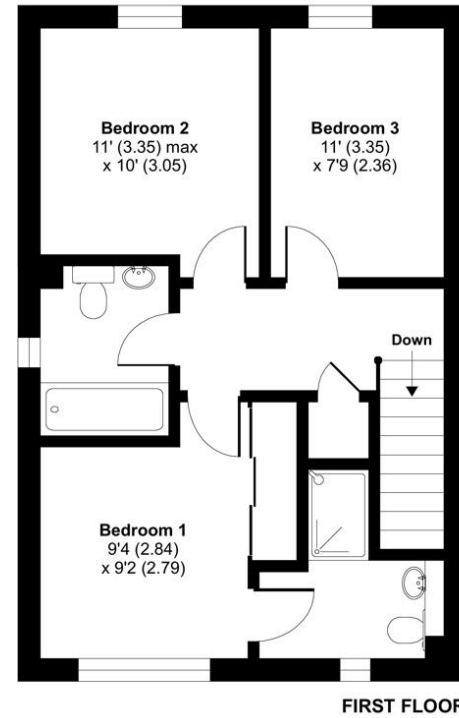 Bedroom 2
11' (3.35) max
x 10' (3.05)
Bedroom 3
11' (3.35)
x 7'9 (2.36)
Down
Bedroom 1
9'4 (2.84)
x 9'2 (2.79)
FIRST FLOOR